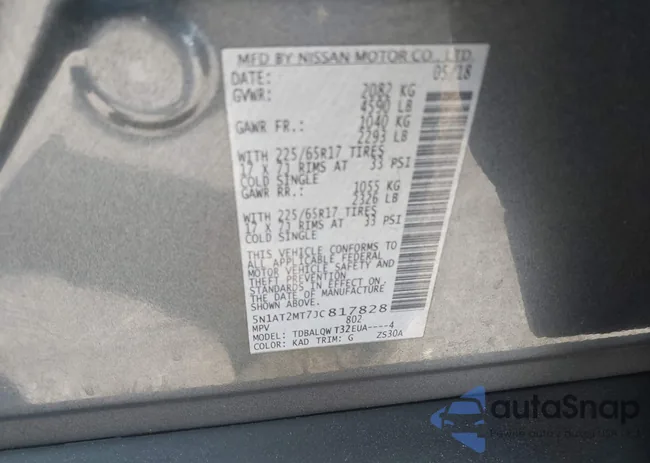 MFD BY NISSAN MOTOR CO., LTD.
DATE: 05/18
GVWR: 2082 KG
4590 LB
GAWR FR.: 1040 KG
2293 LB
WITH 225/65R17 TIRES
17 X 7J RIMS AT 33 PSI
COLD SINGLE
GAWR RR.: 1055 KG
2326 LB
WITH 225/65R17 TIRES
17 X 7J RIMS AT 33 PSI
COLD SINGLE
THIS VEHICLE CONFORMS TO
ALL APPLICABLE FEDERAL
MOTOR VEHICLE SAFETY AND
THEFT PREVENTION
STANDARDS IN EFFECT ON
THE DATE OF MANUFACTURE
SHOWN ABOVE.
5N1AT2MT7JC817828
MPV 802
MODEL: TDBALQWT32EUA----4
COLOR: KAD TRIM: G ZS30A
autoSnap